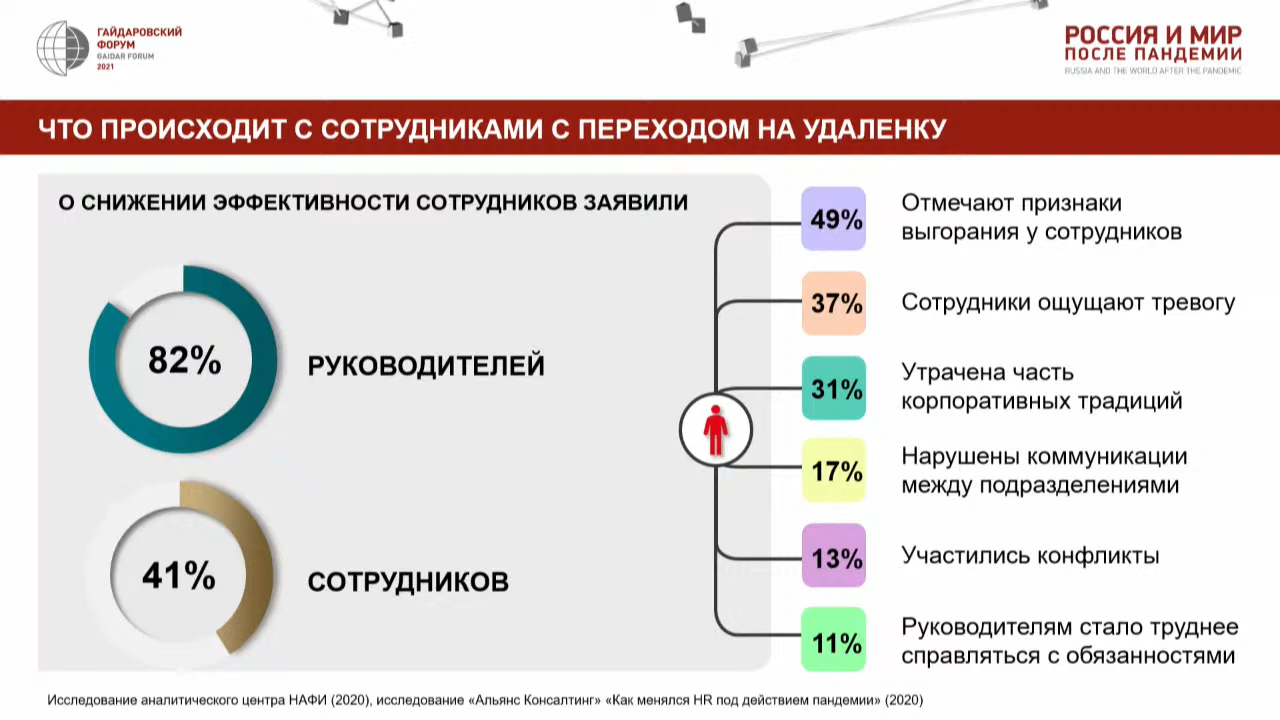 ГАЙДАРОВСКИЙ
ФОРУМ
GAIDAR FORUM
2021
РОССИЯ И МИР
ПОСЛЕ ПАНДЕМИИ
RUSSIA AND THE WORLD AFTER THE PANDEMIC
ЧТО ПРОИСХОДИТ С СОТРУДНИКАМИ С ПЕРЕХОДОМ НА УДАЛЕНКУ
О СНИЖЕНИИ ЭФФЕКТИВНОСТИ СОТРУДНИКОВ ЗАЯВИЛИ
82%
РУКОВОДИТЕЛЕЙ
41%
СОТРУДНИКОВ
49%
Отмечают признаки
выгорания у сотрудников
37%
Сотрудники ощущают тревогу
31%
Утрачена часть
корпоративных традиций
17%
Нарушены коммуникации
между подразделениями
13%
Участились конфликты
11%
Руководителям стало труднее
справляться с обязанностями
Исследование аналитического центра НАФИ (2020), исследование «Альянс Консалтинг» «Как менялся HR под действием пандемии» (2020)